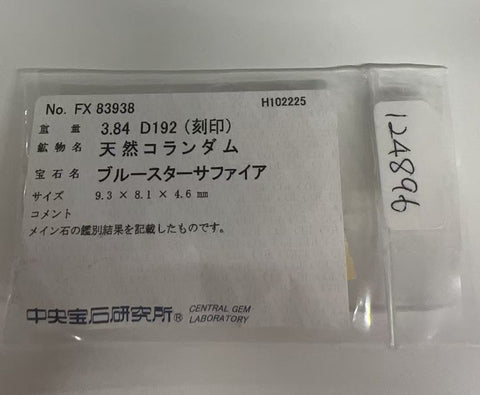 No. FX 83938 H102225
重 量 3.84 D192 (刻印)
鉱物名 天然コランダム
宝石名 ブルースターサファイア
サイズ 9.3 × 8.1 × 4.6 mm
コメント
メイン石の鑑別結果を記載したものです。
中央宝石研究所® CENTRAL GEM
LABORATORY
124896